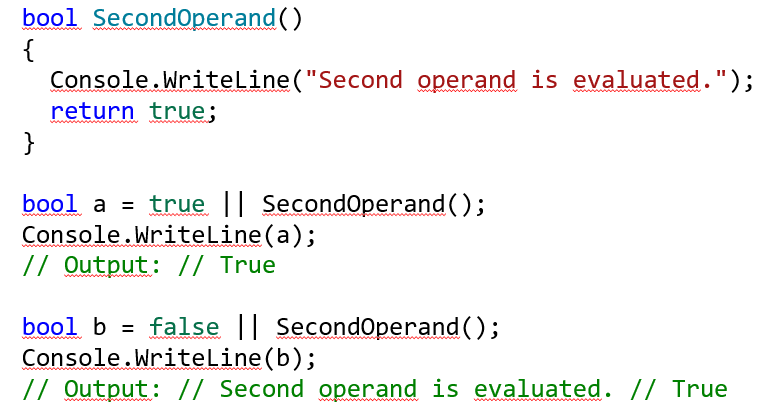 bool SecondOperand()
{
  Console.WriteLine("Second operand is evaluated.");
  return true;
}

bool a = true || SecondOperand();
Console.WriteLine(a);
// Output: // True

bool b = false || SecondOperand();
Console.WriteLine(b);
// Output: // Second operand is evaluated. // True